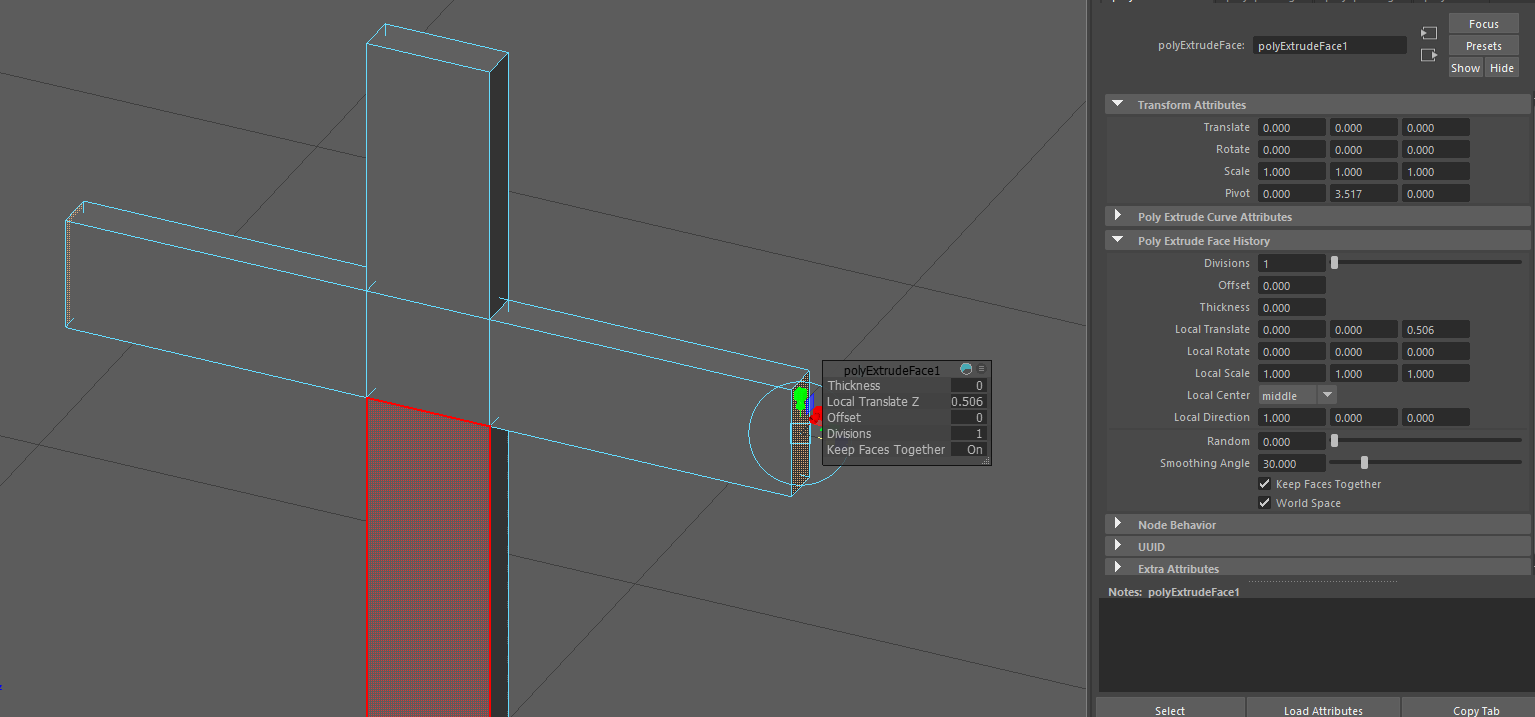 polyExtrudeFace: polyExtrudeFace1
Focus
Presets
Show Hide
Transform Attributes
Translate 0.000 0.000 0.000
Rotate 0.000 0.000 0.000
Scale 1.000 1.000 1.000
Pivot 0.000 3.517 0.000
Poly Extrude Curve Attributes
Poly Extrude Face History
Divisions 1
Offset 0.000
Thickness 0.000
Local Translate 0.000 0.000 0.506
Local Rotate 0.000 0.000 0.000
Local Scale 1.000 1.000 1.000
Local Center middle
Local Direction 1.000 0.000 0.000
Random 0.000
Smoothing Angle 30.000
Keep Faces Together
World Space
Node Behavior
UUID
Extra Attributes
Notes: polyExtrudeFace1
Select Load Attributes Copy Tab
polyExtrudeFace1
Thickness 0
Local Translate Z 0.506
Offset 0
Divisions 1
Keep Faces Together On